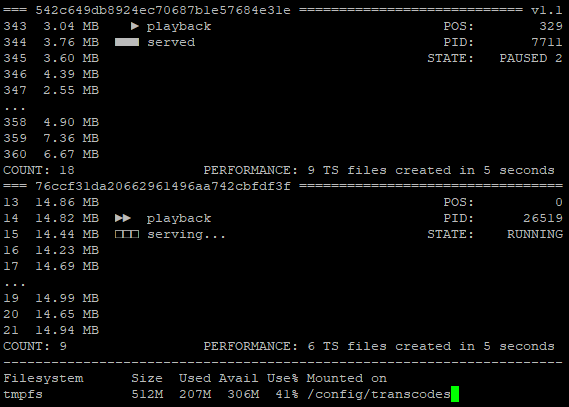 === 542c649db8924ec70687b1e57684e31e ============================ v1.1
343  3.04 MB    ► playback                             POS:        329
344  3.76 MB  ■■■ served                               PID:       7711
345  3.60 MB                                         STATE:   PAUSED 2
346  4.39 MB
347  2.55 MB
...
358  4.90 MB
359  7.36 MB
360  6.67 MB
COUNT: 18                PERFORMANCE: 9 TS files created in 5 seconds
=== 76ccf31da20662961496aa742cbfdf3f =================================
13  14.86 MB                                           POS:          0
14  14.82 MB  ►►  playback                             PID:      26519
15  14.44 MB  □□□ serving...                         STATE:    RUNNING
16  14.23 MB
17  14.69 MB
...
19  14.99 MB
20  14.65 MB
21  14.94 MB
COUNT: 9                 PERFORMANCE: 6 TS files created in 5 seconds
----------------------------------------------------------------------
Filesystem      Size  Used Avail Use% Mounted on
tmpfs           512M  207M  306M  41% /config/transcodes